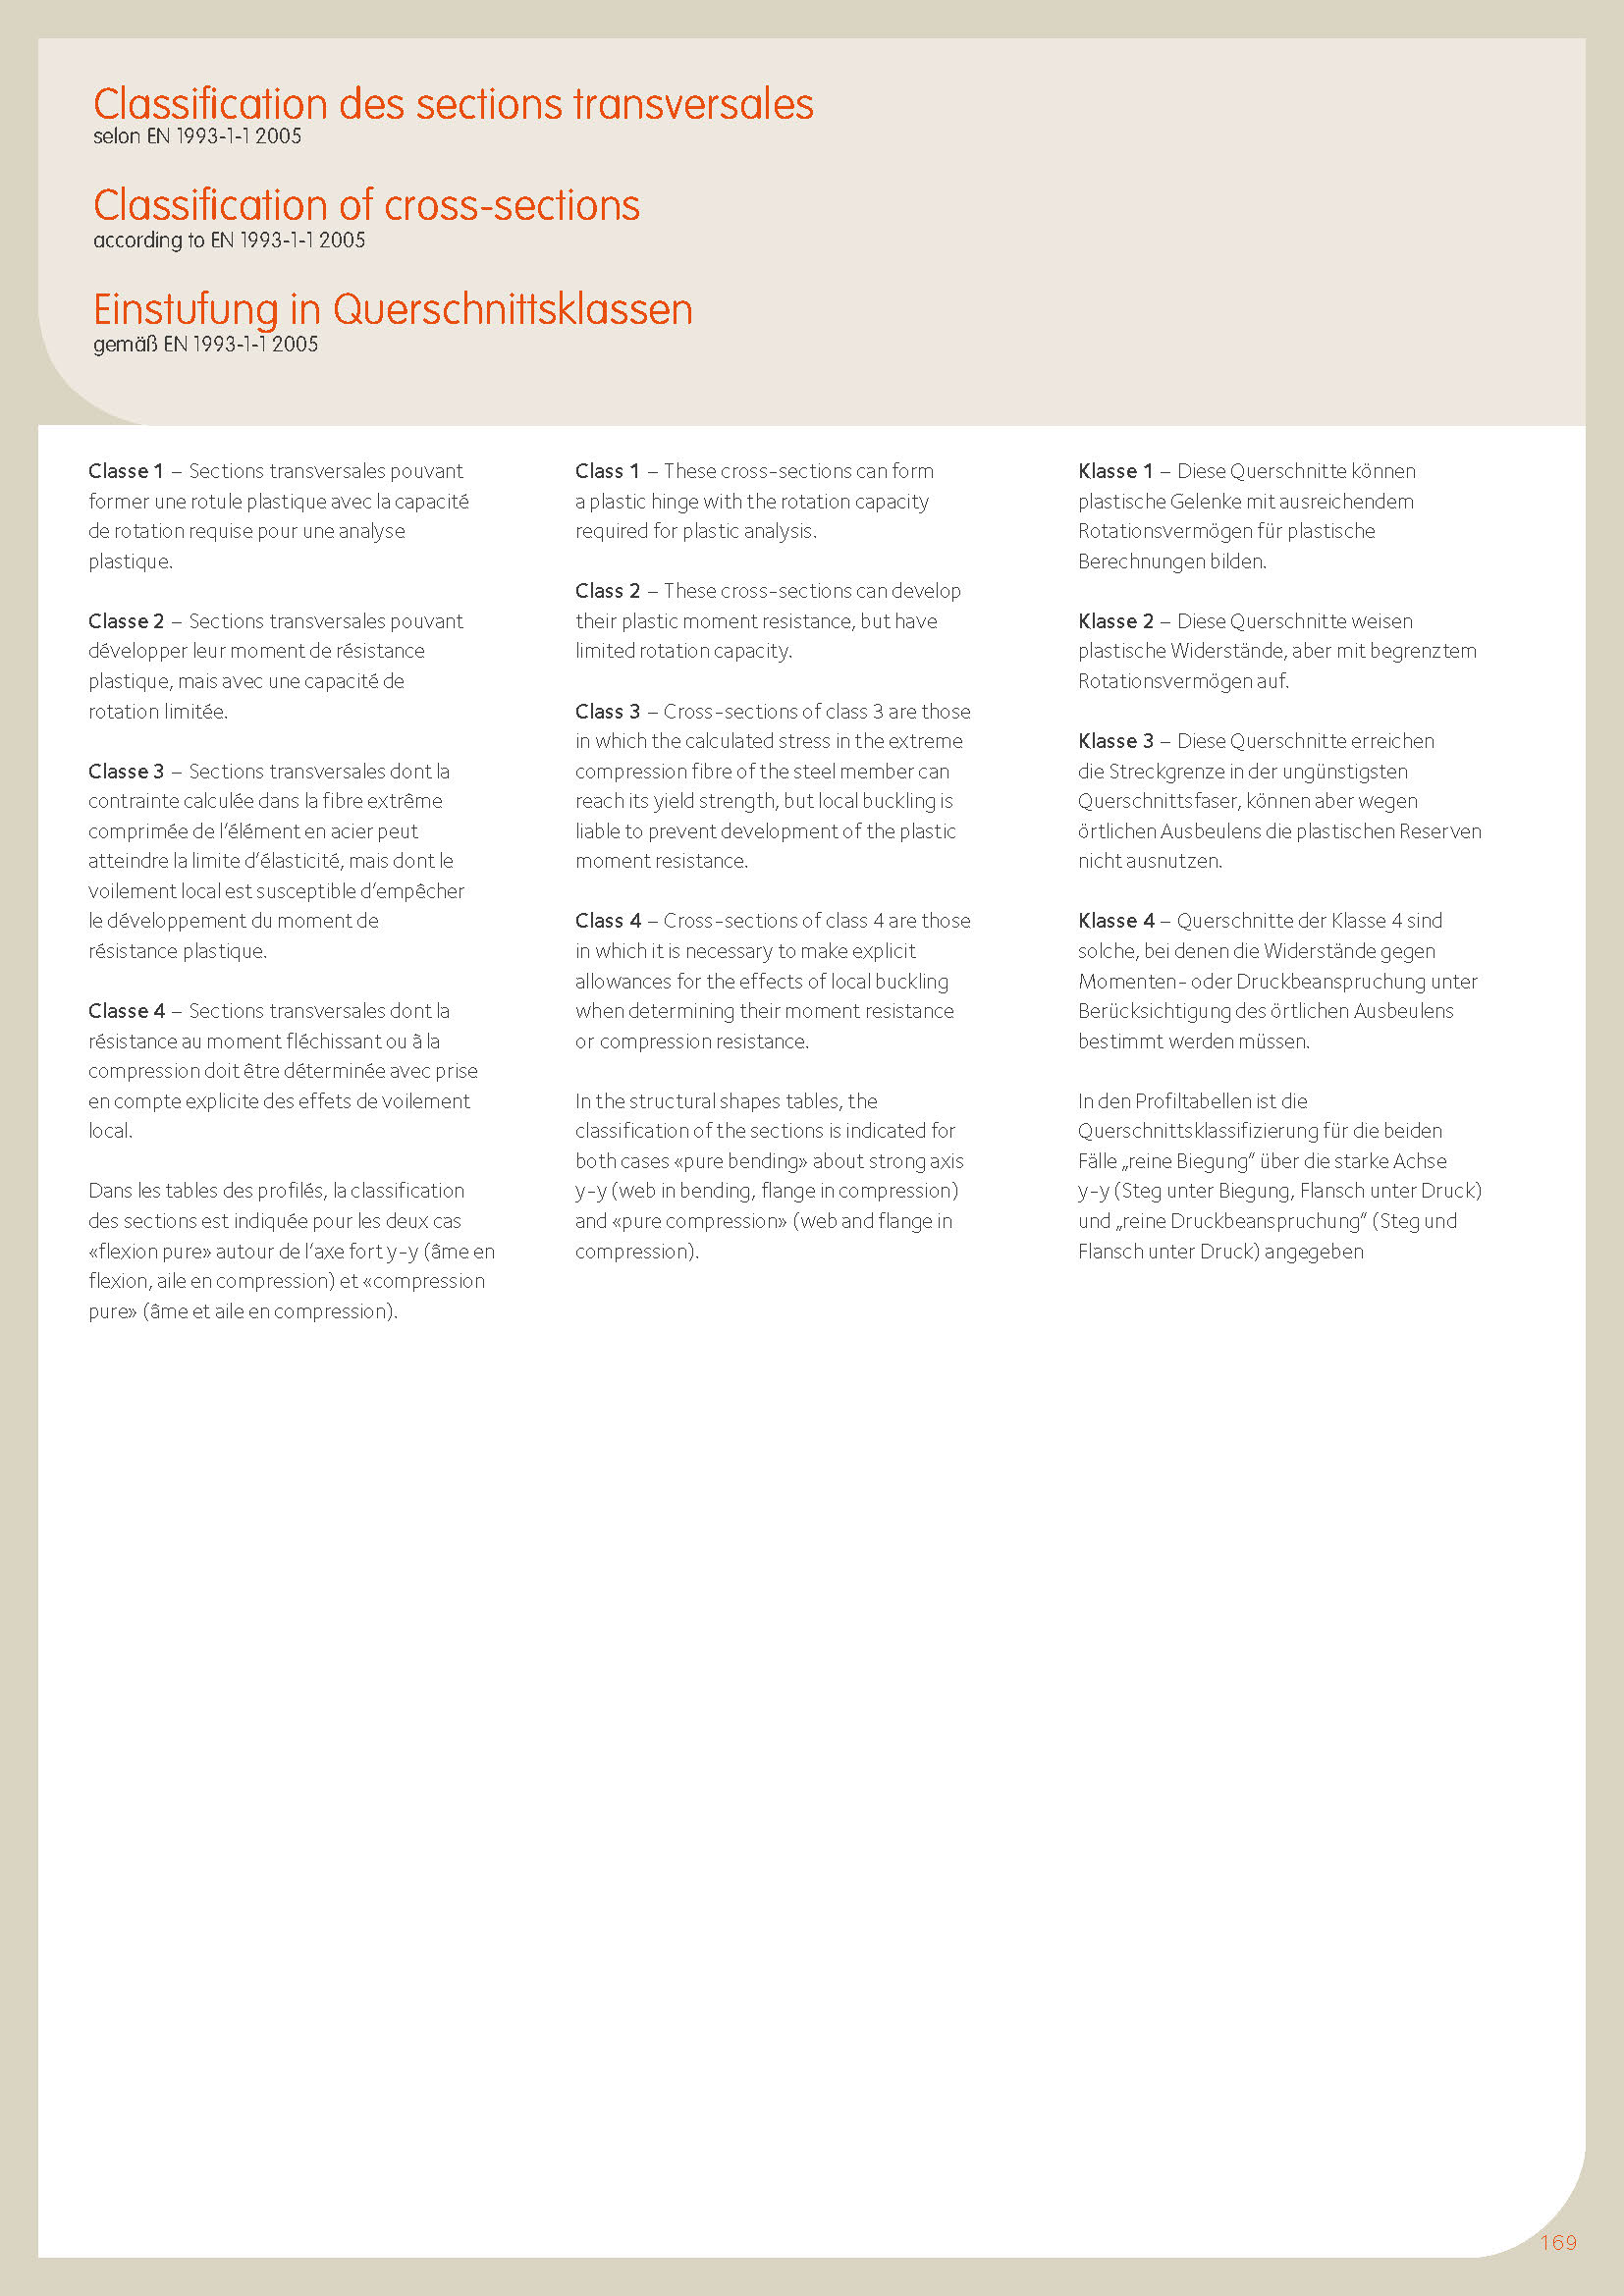 Classification des sections transversales
selon EN 1993-1-1 2005
Classification of cross-sections
according to EN 1993-1-1 2005
Einstufung in Querschnittsklassen
gemäß EN 1993-1-1 2005
Classe 1 – Sections transversales pouvant
former une rotule plastique avec la capacité
de rotation requise pour une analyse
plastique.
Classe 2 – Sections transversales pouvant
développer leur moment de résistance
plastique, mais avec une capacité de
rotation limitée.
Classe 3 – Sections transversales dont la
contrainte calculée dans la fibre extrême
comprimée de l’élément en acier peut
atteindre la limite d’élasticité, mais dont le
voilement local est susceptible d’empêcher
le développement du moment de
résistance plastique.
Classe 4 – Sections transversales dont la
résistance au moment fléchissant ou à la
compression doit être déterminée avec prise
en compte explicite des effets de voilement
local.
Dans les tables des profilés, la classification
des sections est indiquée pour les deux cas
«flexion pure» autour de l’axe fort y-y (âme en
flexion, aile en compression) et «compression
pure» (âme et aile en compression).
Class 1 – These cross-sections can form
a plastic hinge with the rotation capacity
required for plastic analysis.
Class 2 – These cross-sections can develop
their plastic moment resistance, but have
limited rotation capacity.
Class 3 – Cross-sections of class 3 are those
in which the calculated stress in the extreme
compression fibre of the steel member can
reach its yield strength, but local buckling is
liable to prevent development of the plastic
moment resistance.
Class 4 – Cross-sections of class 4 are those
in which it is necessary to make explicit
allowances for the effects of local buckling
when determining their moment resistance
or compression resistance.
In the structural shapes tables, the
classification of the sections is indicated for
both cases «pure bending» about strong axis
y-y (web in bending, flange in compression)
and «pure compression» (web and flange in
compression).
Klasse 1 – Diese Querschnitte können
plastische Gelenke mit ausreichendem
Rotationsvermögen für plastische
Berechnungen bilden.
Klasse 2 – Diese Querschnitte weisen
plastische Widerstände, aber mit begrenztem
Rotationsvermögen auf.
Klasse 3 – Diese Querschnitte erreichen
die Streckgrenze in der ungünstigsten
Querschnittsfaser, können aber wegen
örtlichen Ausbeulens die plastischen Reserven
nicht ausnutzen.
Klasse 4 – Querschnitte der Klasse 4 sind
solche, bei denen die Widerstände gegen
Momenten- oder Druckbeanspruchung unter
Berücksichtigung des örtlichen Ausbeulens
bestimmt werden müssen.
In den Profiltabellen ist die
Querschnittsklassifizierung für die beiden
Fälle „reine Biegung” über die starke Achse
y-y (Steg unter Biegung, Flansch unter Druck)
und „reine Druckbeanspruchung” (Steg und
Flansch unter Druck) angegeben
169